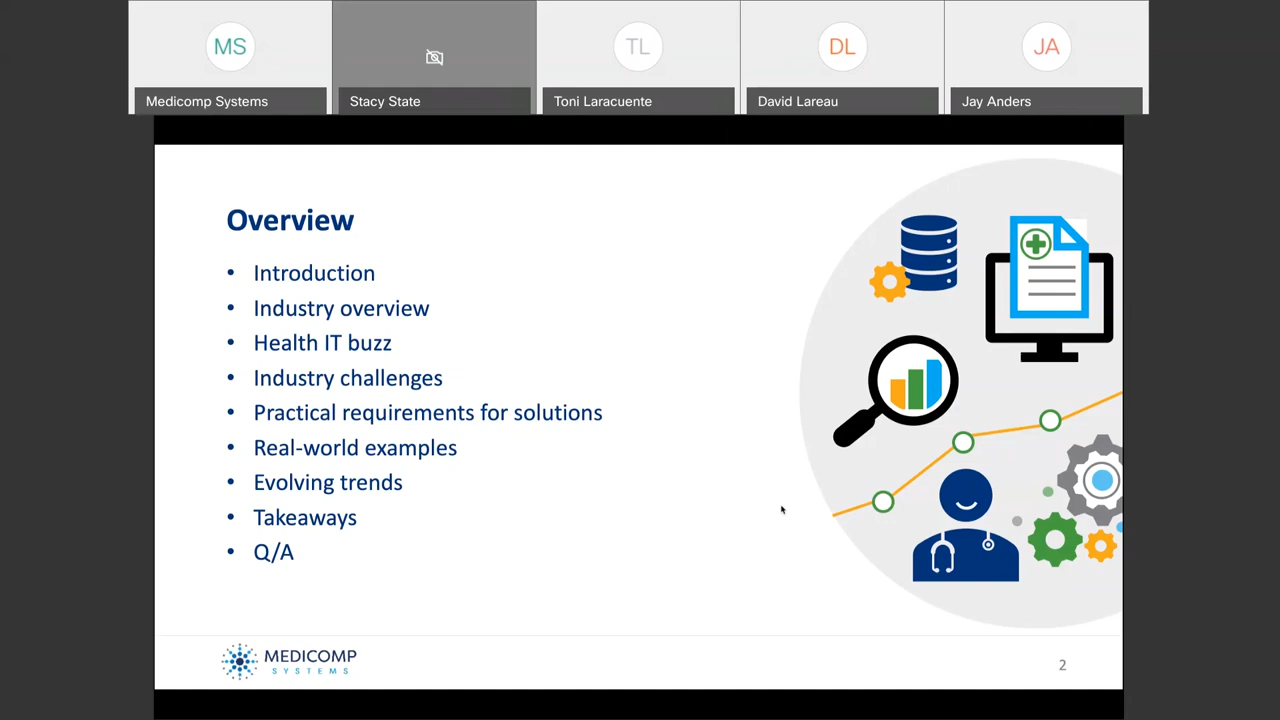 MS
TL
DL
JA
Medicomp Systems
Stacy State
Toni Laracuente
David Lareau
Jay Anders
Overview
• Introduction
• Industry overview
• Health IT buzz
• Industry challenges
• Practical requirements for solutions
• Real-world examples
• Evolving trends
• Takeaways
• Q/A
MEDICOMP
SYSTEMS
2